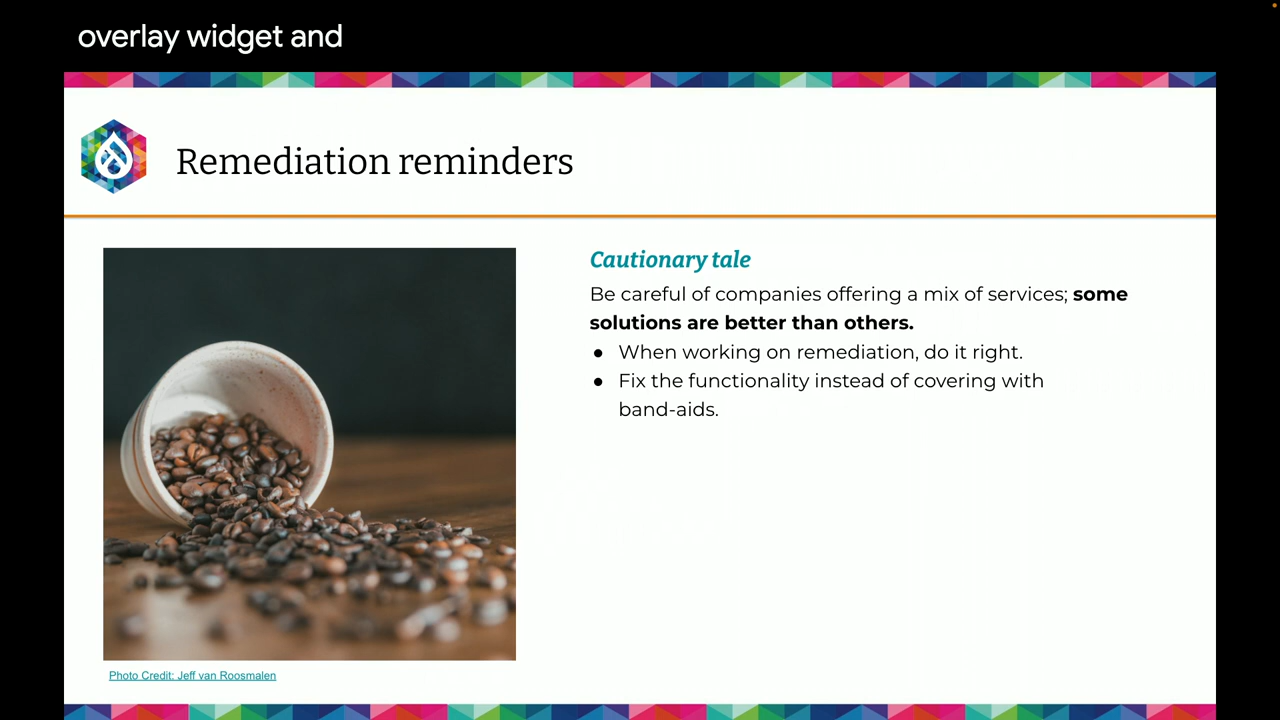 overlay widget and
Remediation reminders
Cautionary tale
Be careful of companies offering a mix of services; some
solutions are better than others.
● When working on remediation, do it right.
● Fix the functionality instead of covering with
band-aids.
Photo Credit: Jeff van Roosmalen